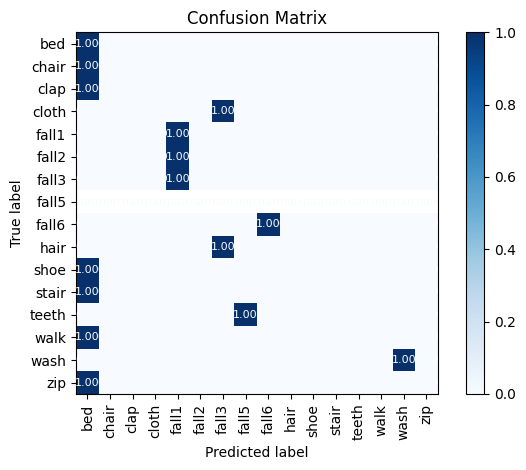 Confusion Matrix
True label
bed 1.00
chair 1.00
clap 1.00
cloth 1.00
fall1 1.00
fall2 1.00
fall3 1.00
fall5
fall6 1.00
hair 1.00
shoe 1.00
stair 1.00
teeth 1.00
walk 1.00
wash 1.00
zip 1.00
bed chair clap cloth fall1 fall2 fall3 fall5 fall6 hair shoe stair teeth walk wash zip
Predicted label
1.0
0.8
0.6
0.4
0.2
0.0